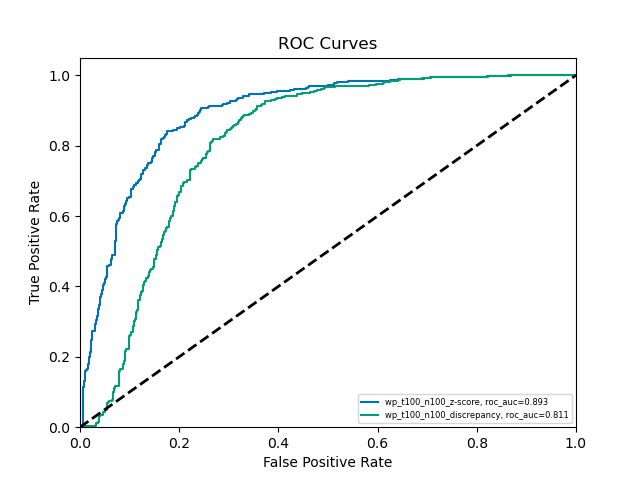 ROC Curves
True Positive Rate
1.0
0.8
0.6
0.4
0.2
0.0
0.0 0.2 0.4 0.6 0.8 1.0
False Positive Rate
wp_t100_n100_z-score, roc_auc=0.893
wp_t100_n100_discrepancy, roc_auc=0.811